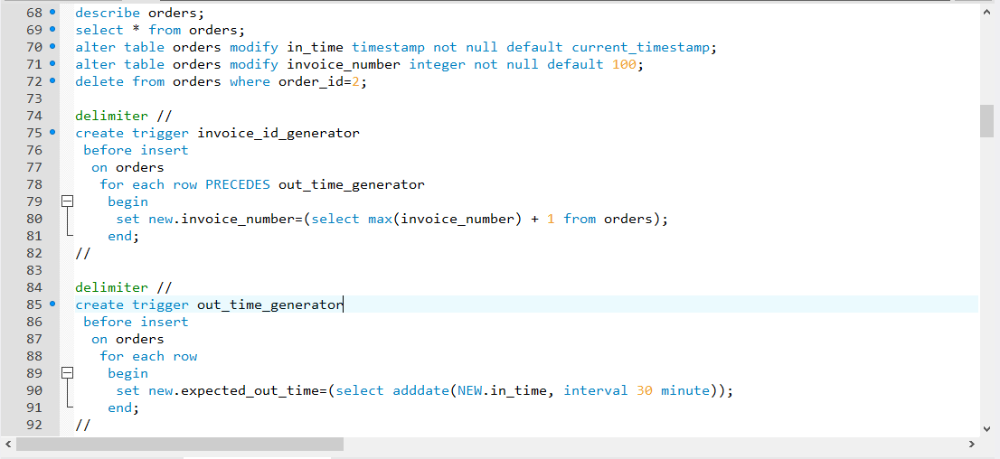 68 describe orders;
69 select * from orders;
70 alter table orders modify in_time timestamp not null default current_timestamp;
71 alter table orders modify invoice_number integer not null default 100;
72 delete from orders where order_id=2;
73
74 delimiter //
75 create trigger invoice_id_generator
76 before insert
77 on orders
78 for each row PRECEDES out_time_generator
79 begin
80 set new.invoice_number=(select max(invoice_number) + 1 from orders);
81 end;
82 //
83
84 delimiter //
85 create trigger out_time_generator
86 before insert
87 on orders
88 for each row
89 begin
90 set new.expected_out_time=(select adddate(NEW.in_time, interval 30 minute));
91 end;
92 //